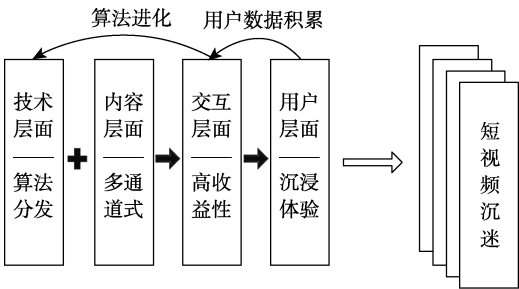 算法进化
用户数据积累
技术
层面
算法
分发
内容
层面
多通
道式
交互
层面
高收
益性
用户
层面
沉浸
体验
短
视
频
沉
迷